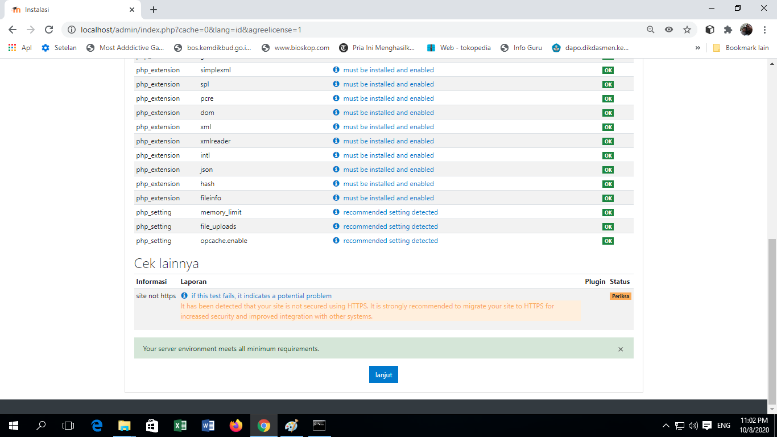 Instalasi
localhost/admin/index.php?cache=0&lang=id&agreelicense=1
Apl
Setelan
Most Adddictive Ga...
bos.kemdikbud.go.i...
www.bioskop.com
Pria Ini Menghasilk...
Web - tokopedia
Info Guru
dapo.dikdasmen.ke...
Bookmark lain
php_extension simplexml must be installed and enabled OK
php_extension spl must be installed and enabled OK
php_extension pcre must be installed and enabled OK
php_extension dom must be installed and enabled OK
php_extension xml must be installed and enabled OK
php_extension xmlreader must be installed and enabled OK
php_extension intl must be installed and enabled OK
php_extension json must be installed and enabled OK
php_extension hash must be installed and enabled OK
php_extension fileinfo must be installed and enabled OK
php_setting memory_limit recommended setting detected OK
php_setting file_uploads recommended setting detected OK
php_setting opcache.enable recommended setting detected OK
Cek lainnya
Informasi Laporan Plugin Status
site not https if this test fails, it indicates a potential problem Periksa
It has been detected that your site is not secured using HTTPS. It is strongly recommended to migrate your site to HTTPS for
increased security and improved integration with other systems.
Your server environment meets all minimum requirements.
lanjut
ENG
11:02 PM
10/8/2020